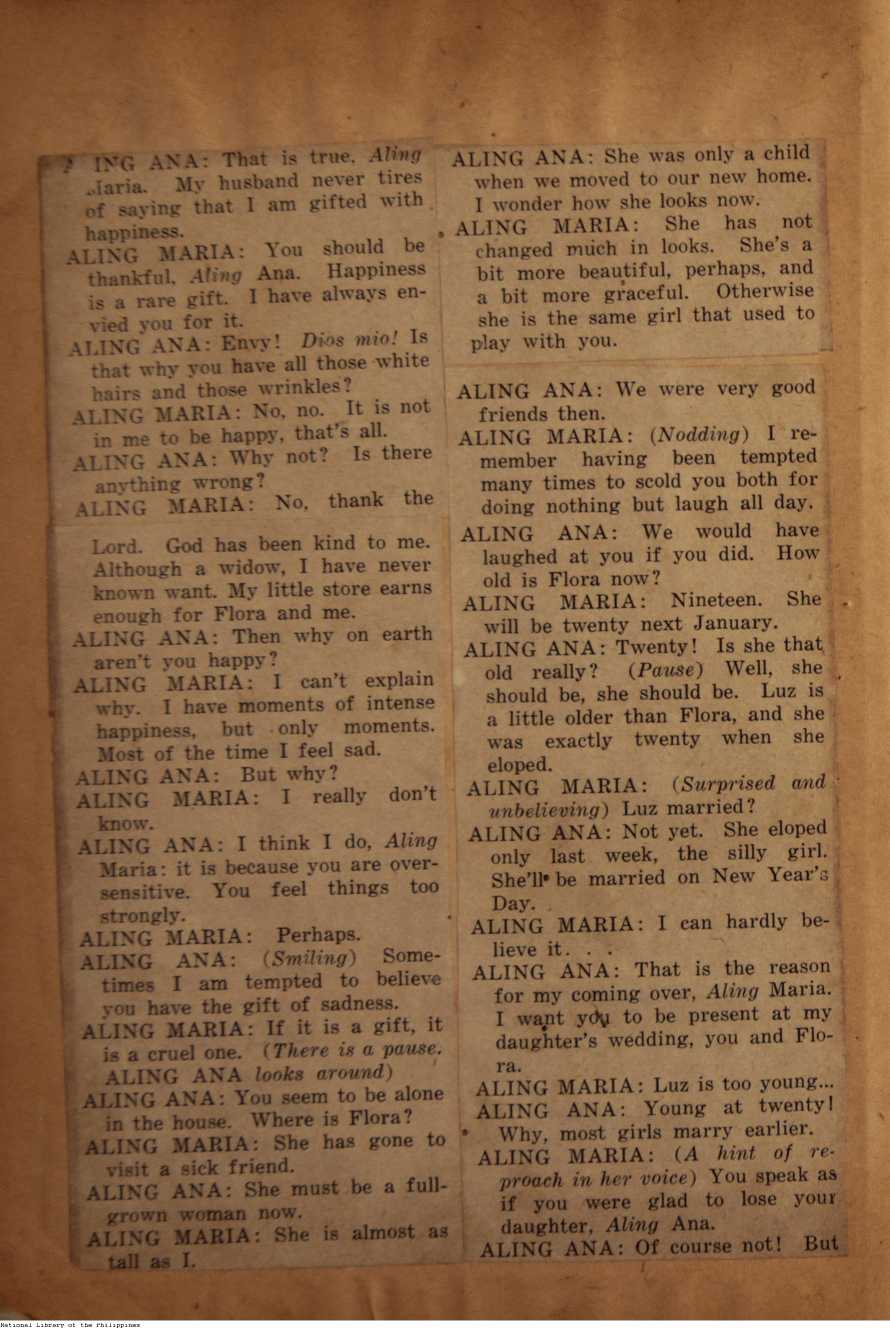 ING ANA: That is true, Aling
Maria. My husband never tires
of saying that I am gifted with
happiness.
ALING MARIA: You should be
thankful, Aling Ana. Happiness
is a rare gift. I have always en-
vied you for it.
ALING ANA: Envy! Dios mio! Is
that why you have all those white
hairs and those wrinkles?
ALING MARIA: No, no. It is not
in me to be happy, that's all.
ALING ANA: Why not? Is there
anything wrong?
ALING MARIA: No, thank the
Lord. God has been kind to me.
Although a widow, I have never
known want. My little store earns
enough for Flora and me.
ALING ANA: Then why on earth
aren't you happy?
ALING MARIA: I can't explain
why. I have moments of intense
happiness, but only moments.
Most of the time I feel sad.
ALING ANA: But why?
ALING MARIA: I really don't
know.
ALING ANA: I think I do, Aling
Maria: it is because you are over-
sensitive. You feel things too
strongly.
ALING MARIA: Perhaps.
ALING ANA: (Smiling) Some-
times I am tempted to believe
you have the gift of sadness.
ALING MARIA: If it is a gift, it
is a cruel one. (There is a pause.
ALING ANA looks around)
ALING ANA: You seem to be alone
in the house. Where is Flora?
ALING MARIA: She has gone to
visit a sick friend.
ALING ANA: She must be a full-
grown woman now.
ALING MARIA: She is almost as
tall as I.
ALING ANA: She was only a child
when we moved to our new home.
I wonder how she looks now.
ALING MARIA: She has not
changed much in looks. She's a
bit more beautiful, perhaps, and
a bit more graceful. Otherwise
she is the same girl that used to
play with you.
ALING ANA: We were very good
friends then.
ALING MARIA: (Nodding) I re-
member having been tempted
many times to scold you both for
doing nothing but laugh all day.
ALING ANA: We would have
laughed at you if you did. How
old is Flora now?
ALING MARIA: Nineteen. She
will be twenty next January.
ALING ANA: Twenty! Is she that
old really? (Pause) Well, she
should be, she should be. Luz is
a little older than Flora, and she
was exactly twenty when she
eloped.
ALING MARIA: (Surprised and
unbelieving) Luz married?
ALING ANA: Not yet. She eloped
only last week, the silly girl.
She'll be married on New Year's
Day.
ALING MARIA: I can hardly be-
lieve it. . .
ALING ANA: That is the reason
for my coming over, Aling Maria.
I want you to be present at my
daughter's wedding, you and Flo-
ra.
ALING MARIA: Luz is too young...
ALING ANA: Young at twenty!
Why, most girls marry earlier.
ALING MARIA: (A hint of re-
proach in her voice) You speak as
if you were glad to lose your
daughter, Aling Ana.
ALING ANA: Of course not! But
National Library of the Philippines